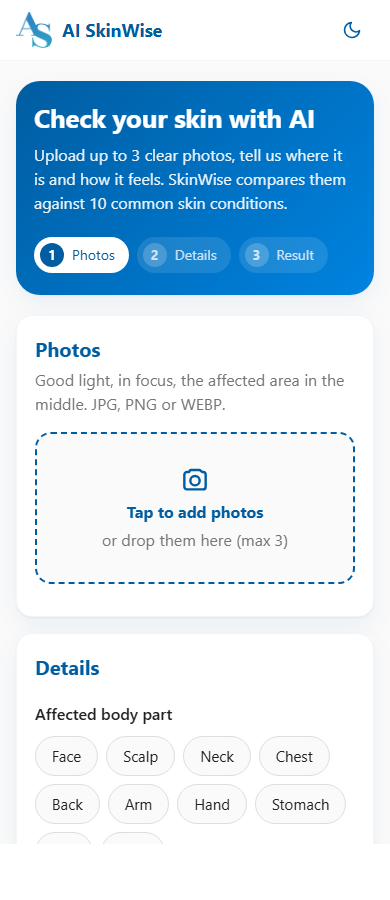 AS AI SkinWise
Check your skin with AI
Upload up to 3 clear photos, tell us where it
is and how it feels. SkinWise compares them
against 10 common skin conditions.
1 Photos 2 Details 3 Result
Photos
Good light, in focus, the affected area in the
middle. JPG, PNG or WEBP.
Tap to add photos
or drop them here (max 3)
Details
Affected body part
Face Scalp Neck Chest
Back Arm Hand Stomach